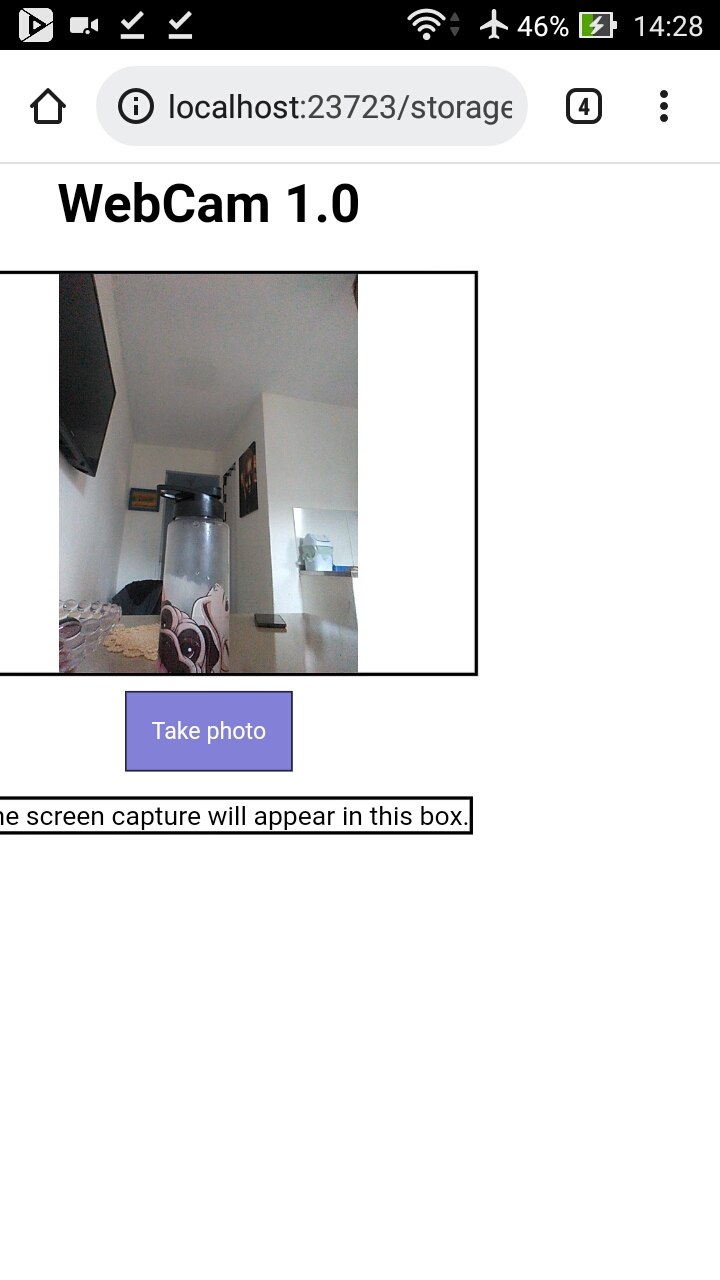 46% 14:28
localhost:23723/storage
4
WebCam 1.0
Take photo
e screen capture will appear in this box.